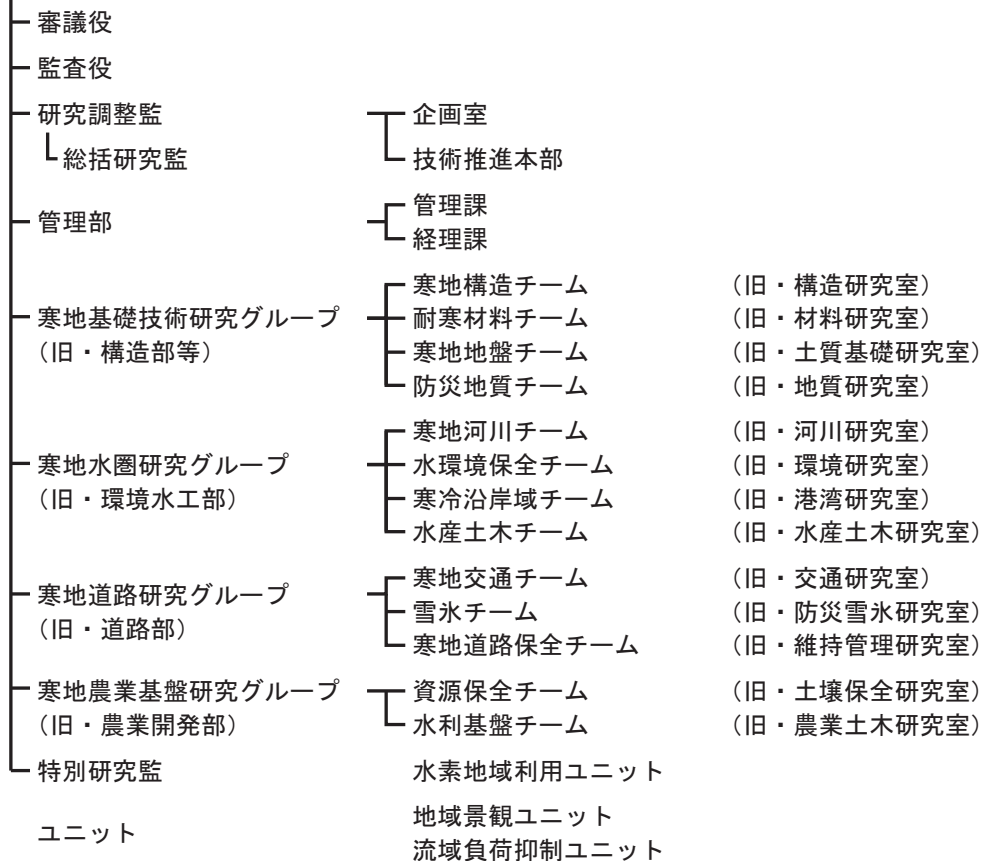 審議役
監査役
研究調整監 企画室
総括研究監 技術推進本部
管理部 管理課
経理課
寒地基礎技術研究グループ 寒地構造チーム （旧・構造研究室）
（旧・構造部等） 耐寒材料チーム （旧・材料研究室）
寒地地盤チーム （旧・土質基礎研究室）
防災地質チーム （旧・地質研究室）
寒地水圏研究グループ 寒地河川チーム （旧・河川研究室）
（旧・環境水工部） 水環境保全チーム （旧・環境研究室）
寒冷沿岸域チーム （旧・港湾研究室）
水産土木チーム （旧・水産土木研究室）
寒地道路研究グループ 寒地交通チーム （旧・交通研究室）
（旧・道路部） 雪氷チーム （旧・防災雪氷研究室）
寒地道路保全チーム （旧・維持管理研究室）
寒地農業基盤研究グループ 資源保全チーム （旧・土壌保全研究室）
（旧・農業開発部） 水利基盤チーム （旧・農業土木研究室）
特別研究監 水素地域利用ユニット
ユニット 地域景観ユニット
流域負荷抑制ユニット